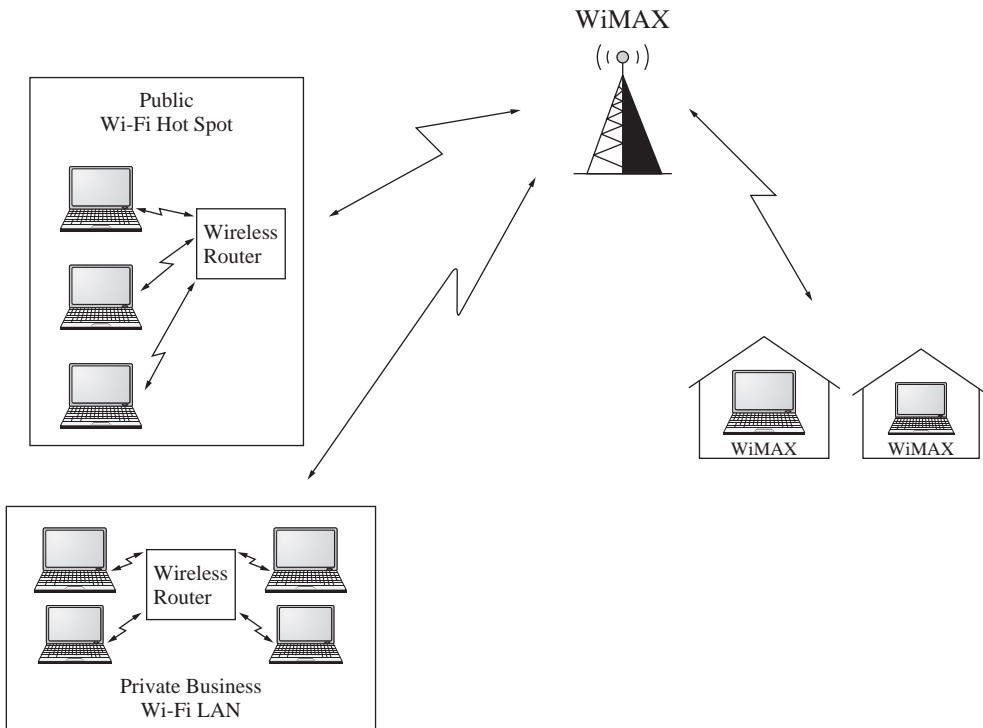 WiMAX
Public
Wi-Fi Hot Spot
Wireless
Router
WiMAX
WiMAX
Wireless
Router
Private Business
Wi-Fi LAN